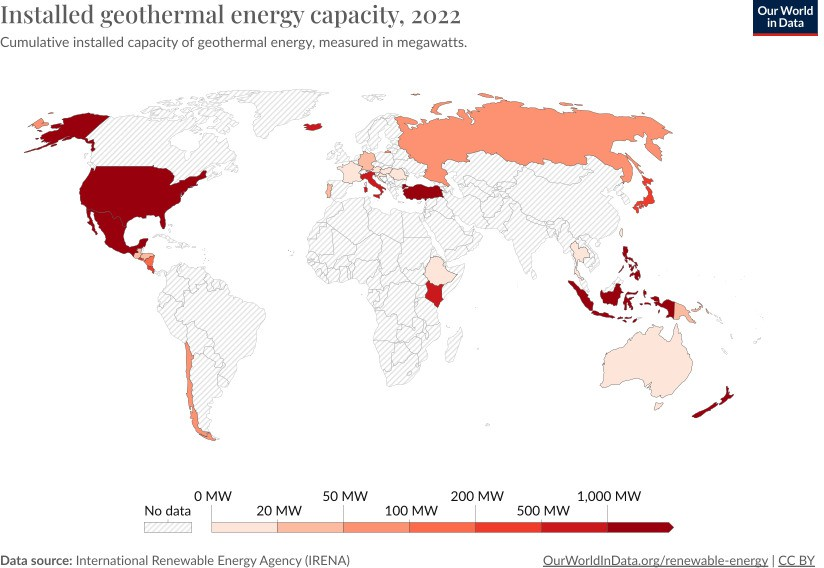 Installed geothermal energy capacity, 2022
Our World
in Data
Cumulative installed capacity of geothermal energy, measured in megawatts.
No data
0 MW
20 MW
50 MW
100 MW
200 MW
500 MW
1,000 MW
Data source: International Renewable Energy Agency (IRENA)
OurWorldInData.org/renewable-energy | CC BY